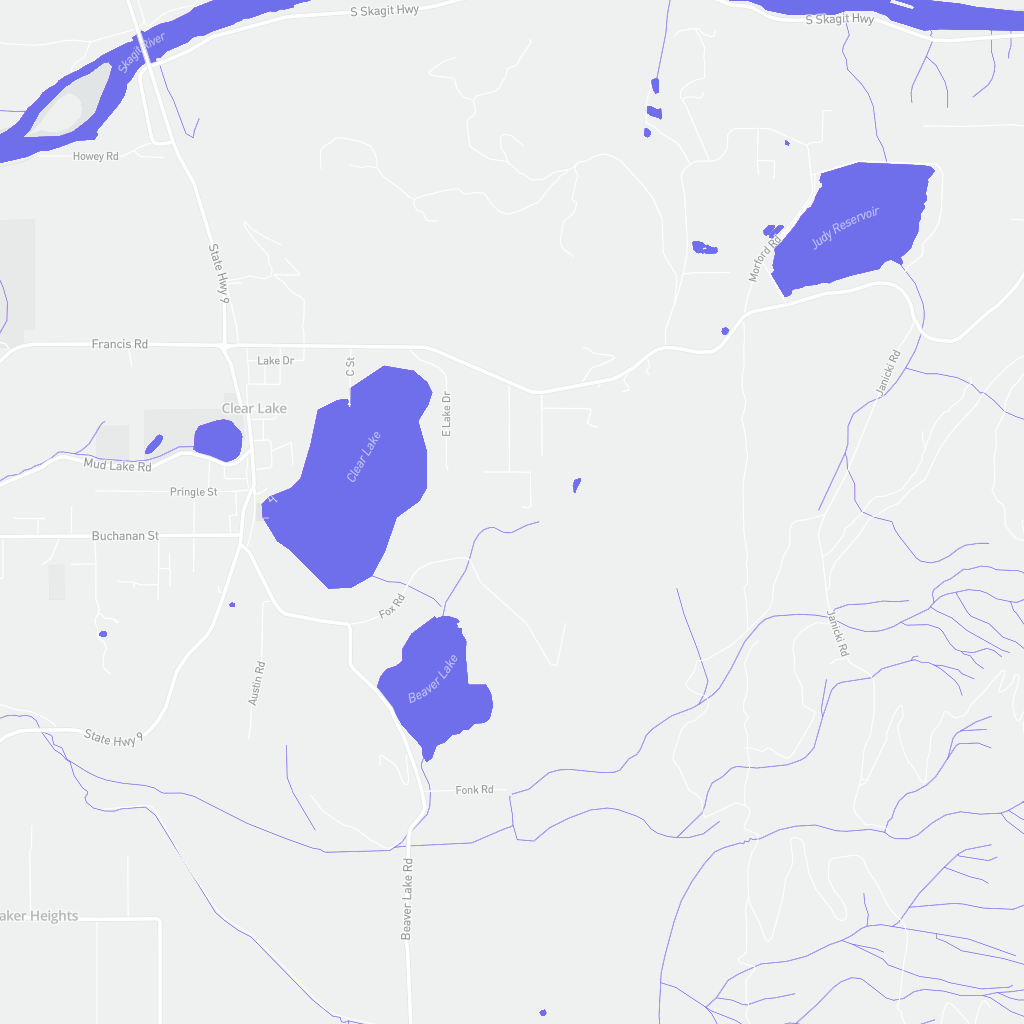 S Skagit Hwy
S Skagit Hwy
Skagit River
Howey Rd
Judy Reservoir
Morford Rd
State Hwy 9
Francis Rd
Lake Dr
C St
Janicki Rd
Clear Lake
E Lake Dr
Clear Lake
Mud Lake Rd
Pringle St
Buchanan St
Fox Rd
Janicki Rd
Beaver Lake
Austin Rd
State Hwy 9
Fonk Rd
Beaver Lake Rd
aker Heights